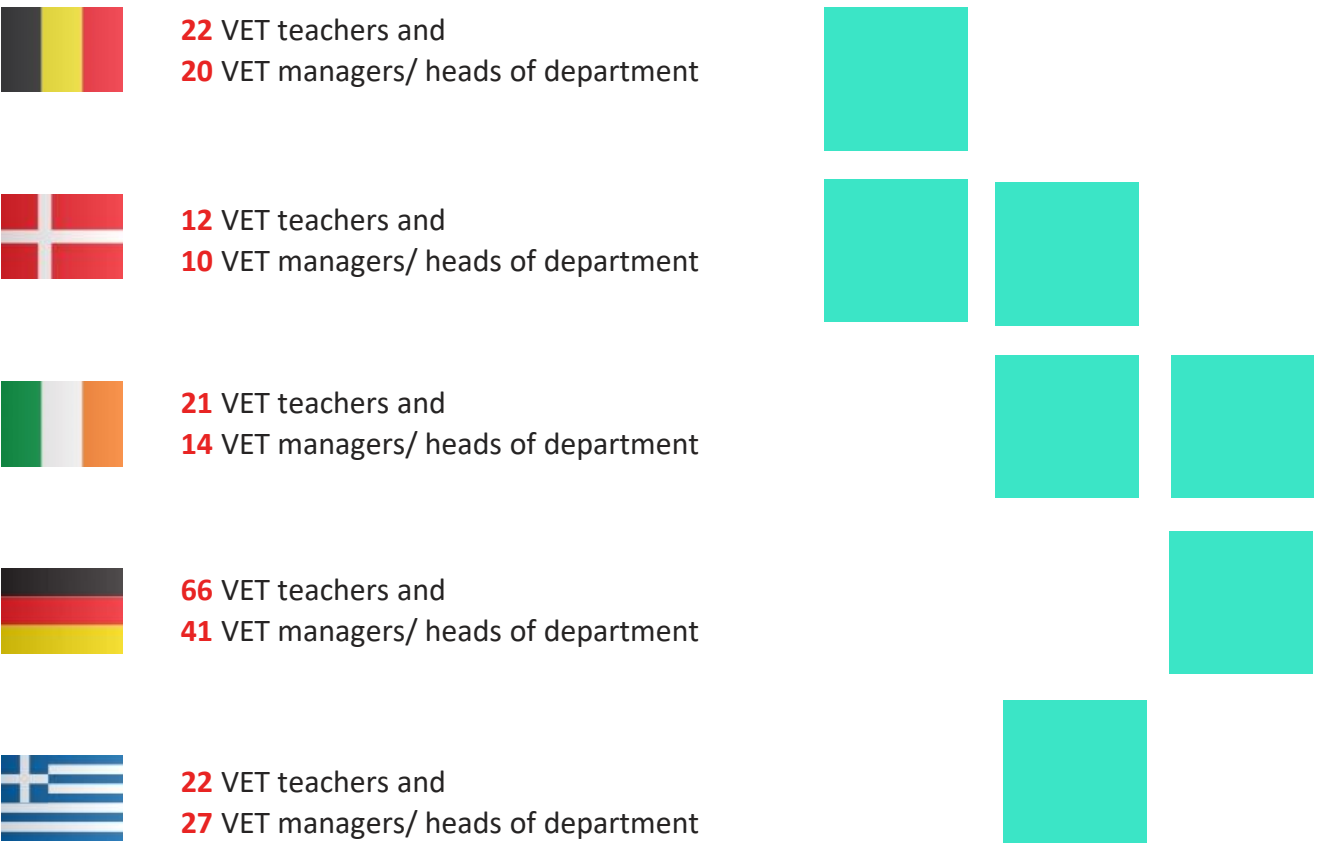 22 VET teachers and
20 VET managers/ heads of department
12 VET teachers and
10 VET managers/ heads of department
21 VET teachers and
14 VET managers/ heads of department
66 VET teachers and
41 VET managers/ heads of department
22 VET teachers and
27 VET managers/ heads of department